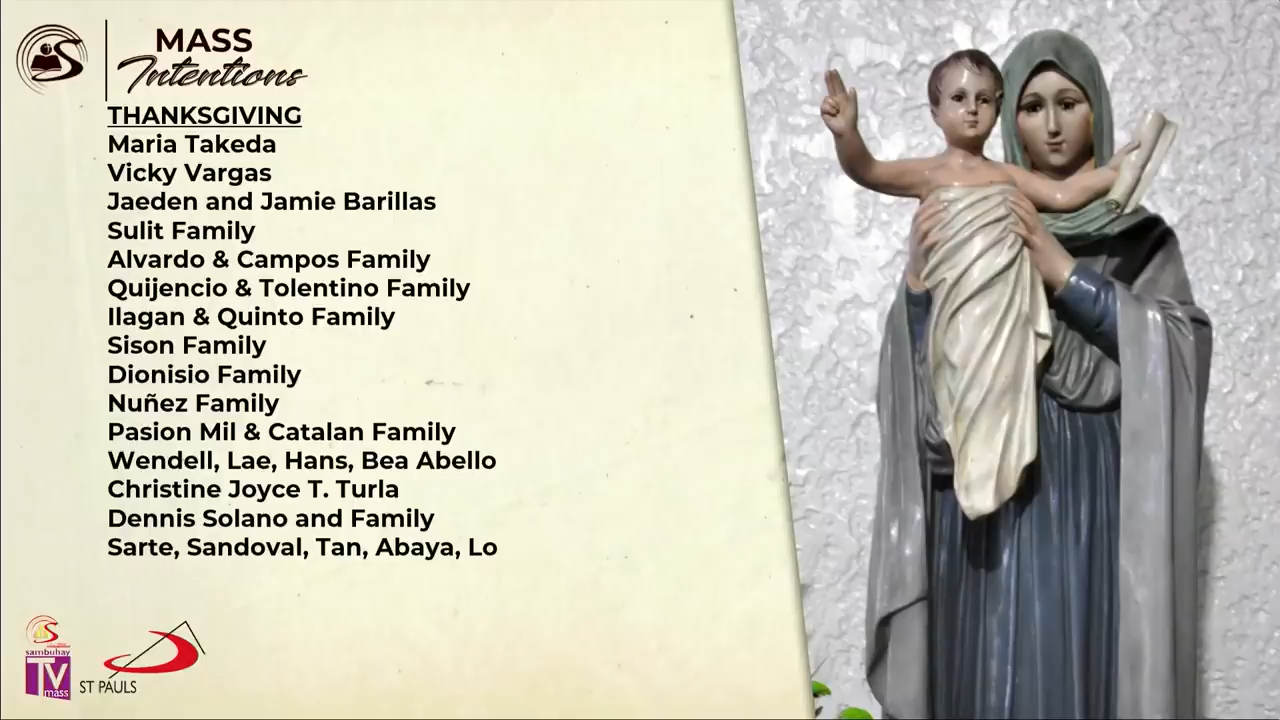 MASS
Intentions
THANKSGIVING
Maria Takeda
Vicky Vargas
Jaeden and Jamie Barillas
Sulit Family
Alvardo & Campos Family
Quijencio & Tolentino Family
Ilagan & Quinto Family
Sison Family
Dionisio Family
Nuñez Family
Pasion Mil & Catalan Family
Wendell, Lae, Hans, Bea Abello
Christine Joyce T. Turla
Dennis Solano and Family
Sarte, Sandoval, Tan, Abaya, Lo
sambuhay
TV
mass
ST PAULS